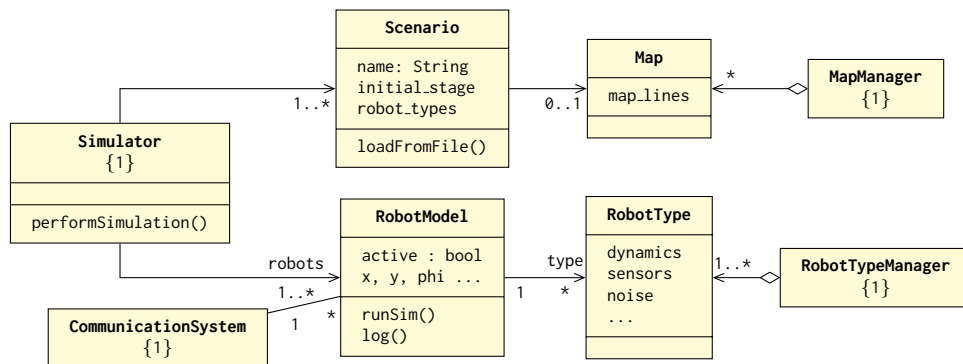 Scenario
name: String
initial_stage
robot_types
loadFromFile()
1..*
Map
map_lines
0..1
*
MapManager
{1}
Simulator
{1}
performSimulation()
robots
1..*
RobotModel
active : bool
x, y, phi ...
runSim()
log()
type
1
*
RobotType
dynamics
sensors
noise
...
1..*
RobotTypeManager
{1}
1
*
CommunicationSystem
{1}